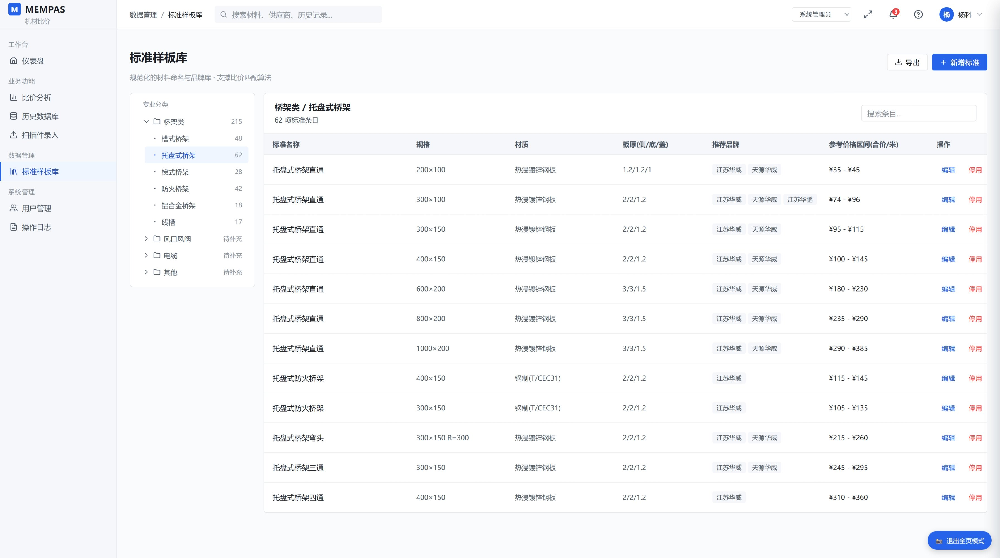 M MEMPAS
机材比价
数据管理 / 标准样板库
搜索材料、供应商、历史记录...
系统管理员
3
杨 杨科
工作台
仪表盘
业务功能
比价分析
历史数据库
扫描件录入
数据管理
标准样板库
系统管理
用户管理
操作日志
标准样板库
规范化的材料命名与品牌库 · 支撑比价匹配算法
导出
+ 新增标准
专业分类
桥架类 215
· 槽式桥架 48
· 托盘式桥架 62
· 梯式桥架 28
· 防火桥架 42
· 铝合金桥架 18
· 线槽 17
风口风阀 待补充
电缆 待补充
其他 待补充
桥架类 / 托盘式桥架
62 项标准条目
搜索条目...
标准名称 规格 材质 板厚(侧/底/盖) 推荐品牌 参考价格区间(合价/米) 操作
托盘式桥架直通 200×100 热浸镀锌钢板 1.2/1.2/1 江苏华威 天源华威 ¥35 - ¥45 编辑 停用
托盘式桥架直通 300×100 热浸镀锌钢板 2/2/1.2 江苏华威 天源华威 江苏华鹏 ¥74 - ¥96 编辑 停用
托盘式桥架直通 300×150 热浸镀锌钢板 2/2/1.2 江苏华威 天源华威 ¥95 - ¥115 编辑 停用
托盘式桥架直通 400×150 热浸镀锌钢板 2/2/1.2 江苏华威 天源华威 ¥100 - ¥145 编辑 停用
托盘式桥架直通 600×200 热浸镀锌钢板 3/3/1.5 江苏华威 天源华威 ¥180 - ¥230 编辑 停用
托盘式桥架直通 800×200 热浸镀锌钢板 3/3/1.5 江苏华威 天源华威 ¥235 - ¥290 编辑 停用
托盘式桥架直通 1000×200 热浸镀锌钢板 3/3/1.5 江苏华威 天源华威 ¥290 - ¥385 编辑 停用
托盘式防火桥架 400×150 钢制(T/CEC31) 2/2/1.2 江苏华威 ¥115 - ¥145 编辑 停用
托盘式防火桥架 300×150 钢制(T/CEC31) 2/2/1.2 江苏华威 ¥105 - ¥135 编辑 停用
托盘式桥架弯头 300×150 R=300 热浸镀锌钢板 2/2/1.2 江苏华威 天源华威 ¥215 - ¥260 编辑 停用
托盘式桥架三通 300×150 热浸镀锌钢板 2/2/1.2 江苏华威 天源华威 ¥245 - ¥295 编辑 停用
托盘式桥架四通 400×150 热浸镀锌钢板 2/2/1.2 江苏华威 ¥310 - ¥360 编辑 停用
退出全页模式